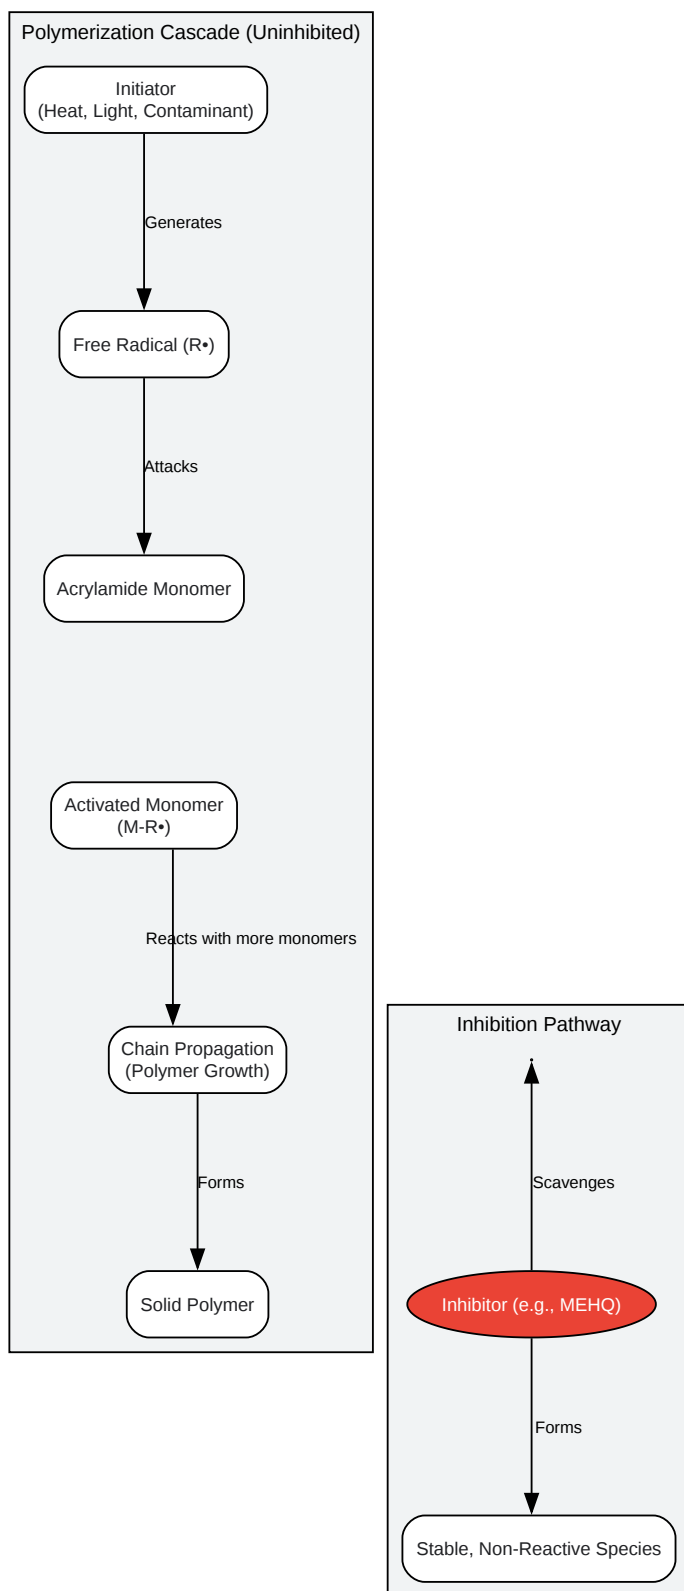 Polymerization Cascade (Uninhibited)
Initiator
(Heat, Light, Contaminant)
Generates
Free Radical (R•)
Attacks
Acrylamide Monomer
Activated Monomer
(M-R•)
Reacts with more monomers
Chain Propagation
(Polymer Growth)
Forms
Solid Polymer
Inhibition Pathway
Scavenges
Inhibitor (e.g., MEHQ)
Forms
Stable, Non-Reactive Species